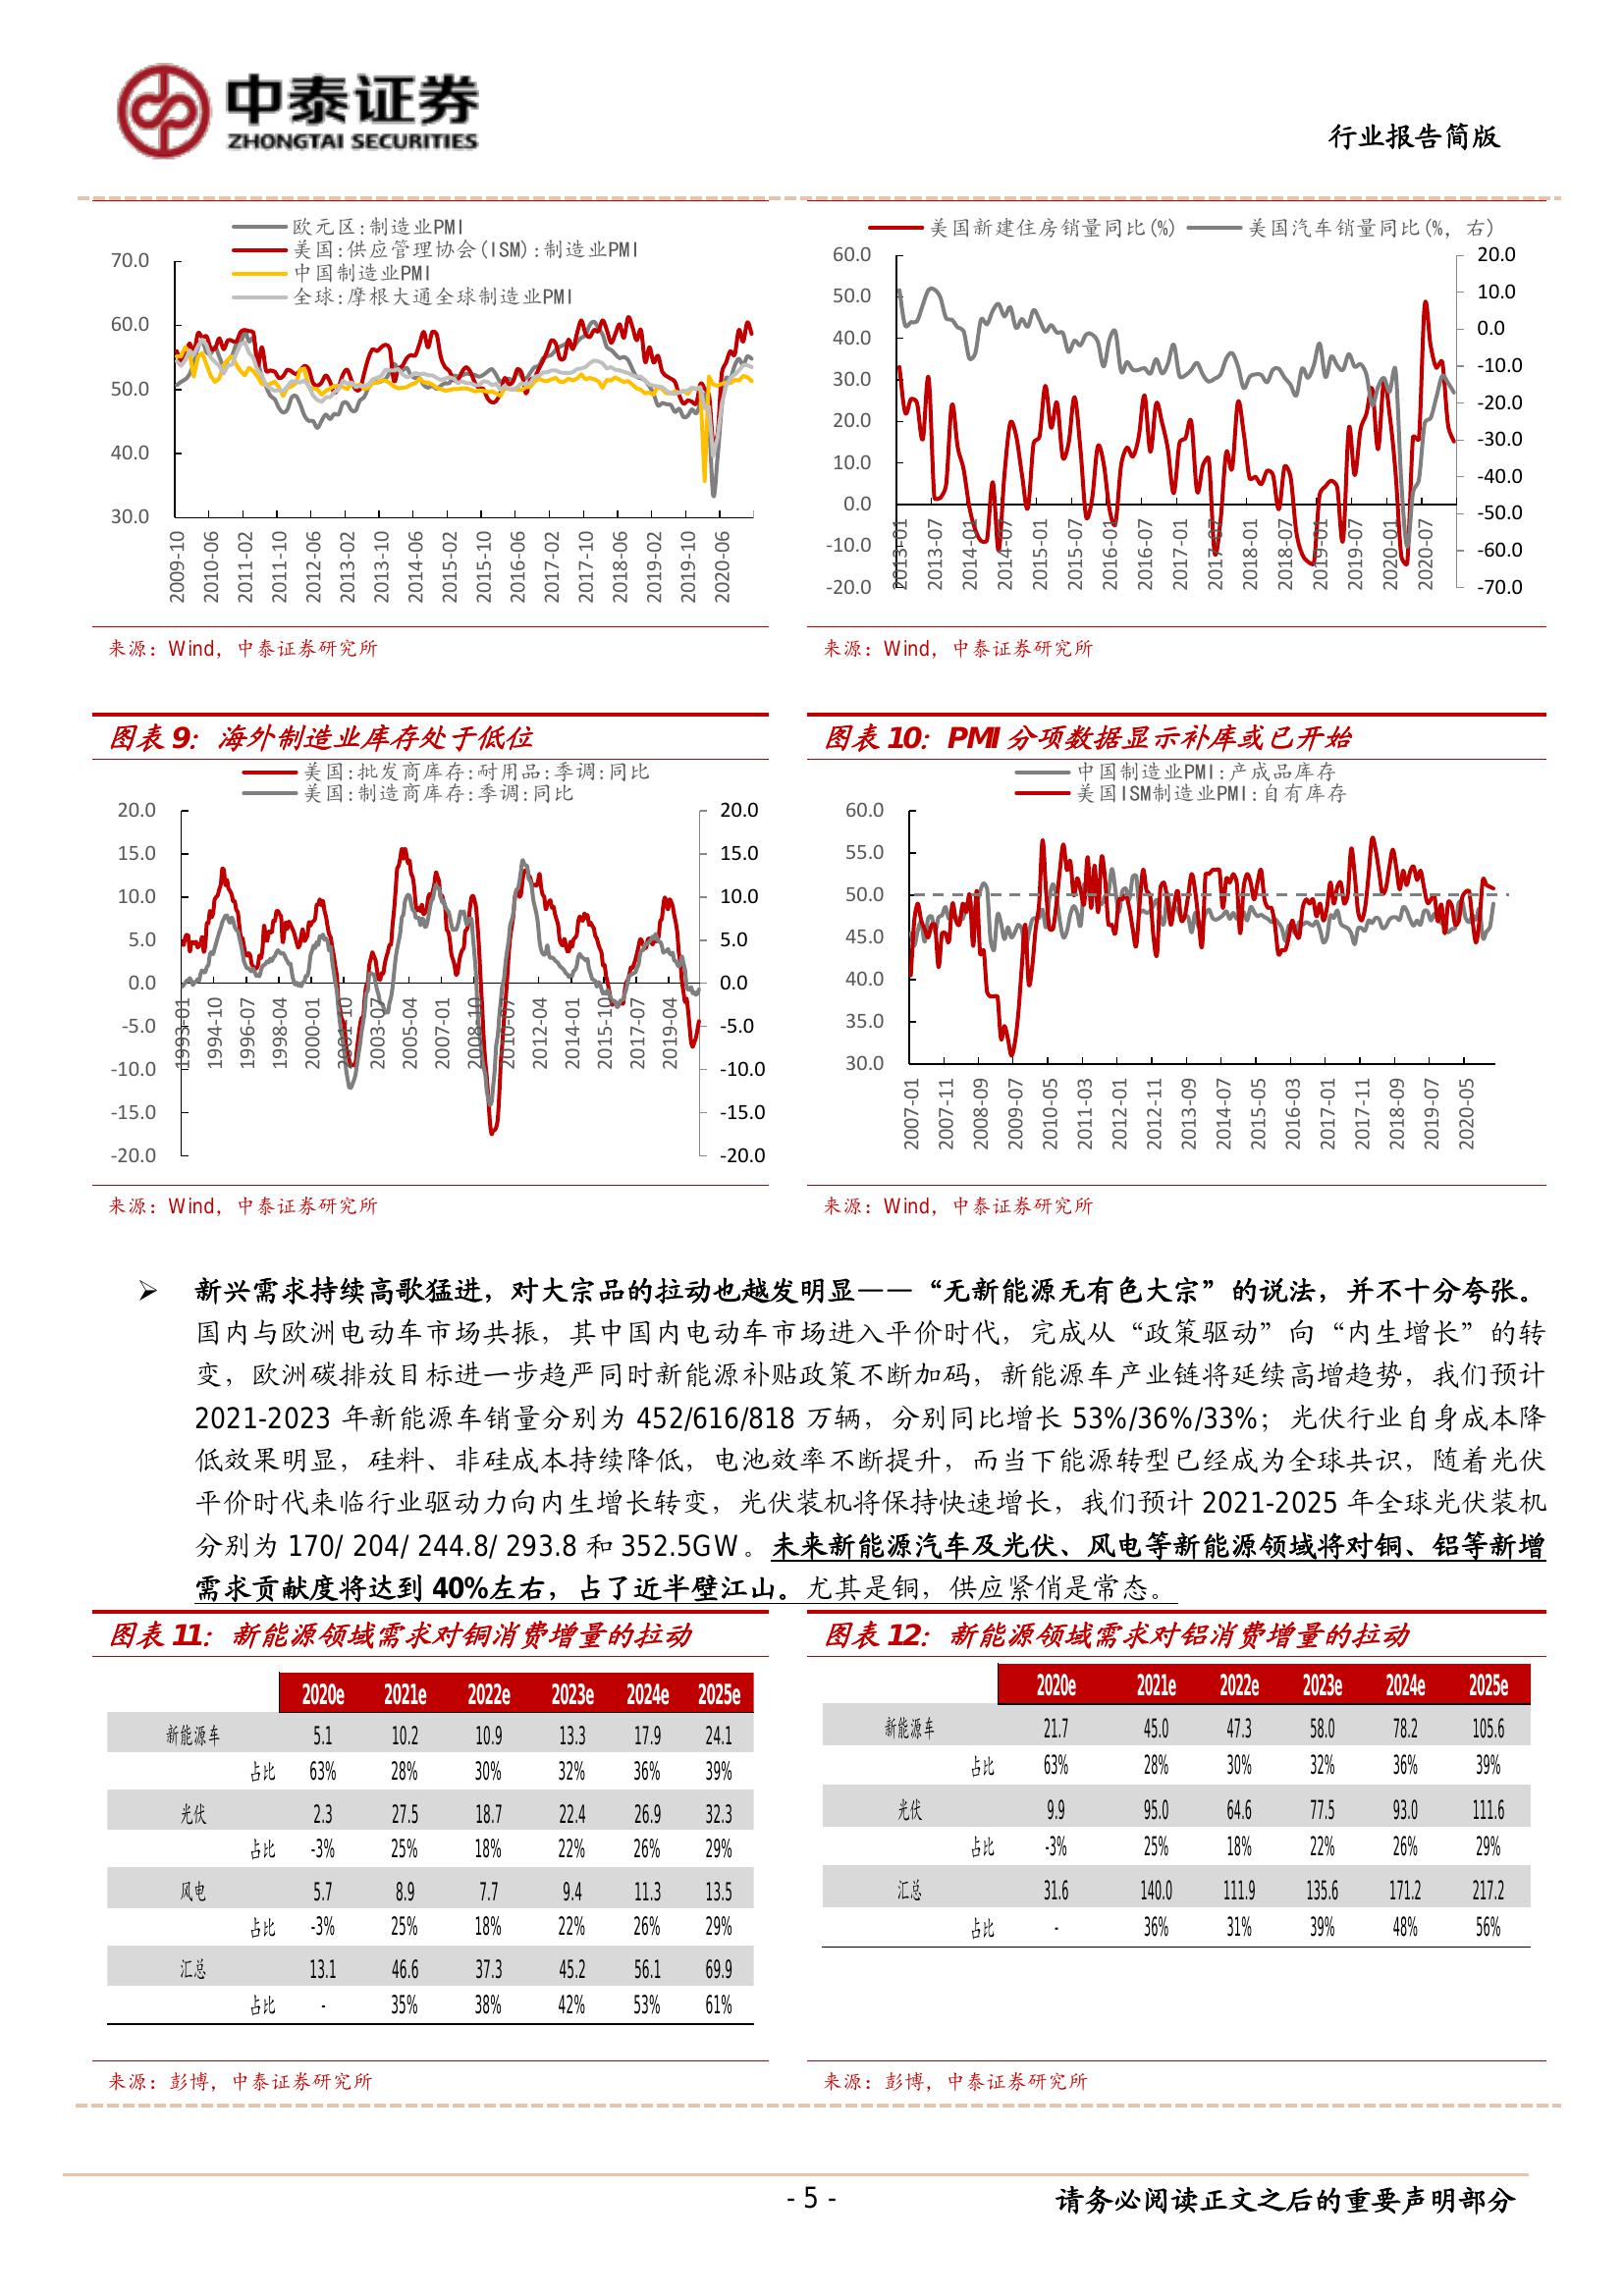 中泰证券
ZHONGTAI SECURITIES
行业报告简版
欧元区:制造业PMI
美国:供应管理协会(ISM):制造业PMI
中国制造业PMI
全球:摩根大通全球制造业PMI
70.0
60.0
50.0
40.0
30.0
2009-10
2010-06
2011-02
2011-10
2012-06
2013-02
2013-10
2014-06
2015-02
2015-10
2016-06
2017-02
2017-10
2018-06
2019-02
2019-10
2020-06
来源：Wind，中泰证券研究所
美国新建住房销量同比(%) 美国汽车销量同比(%，右)
60.0
50.0
40.0
30.0
20.0
10.0
0.0
-10.0
-20.0
20.0
10.0
0.0
-10.0
-20.0
-30.0
-40.0
-50.0
-60.0
-70.0
2013-01
2013-07
2014-01
2014-07
2015-01
2015-07
2016-01
2016-07
2017-01
2017-07
2018-01
2018-07
2019-01
2019-07
2020-01
2020-07
来源：Wind，中泰证券研究所
图表 9：海外制造业库存处于低位
美国:批发商库存:耐用品:季调:同比
美国:制造商库存:季调:同比
20.0
15.0
10.0
5.0
0.0
-5.0
-10.0
-15.0
-20.0
20.0
15.0
10.0
5.0
0.0
-5.0
-10.0
-15.0
-20.0
1993-01
1994-10
1996-07
1998-04
2000-01
2001-10
2003-07
2005-04
2007-01
2008-10
2010-07
2012-04
2014-01
2015-10
2017-07
2019-04
来源：Wind，中泰证券研究所
图表 10：PMI 分项数据显示补库或已开始
中国制造业PMI:产成品库存
美国ISM制造业PMI:自有库存
60.0
55.0
50.0
45.0
40.0
35.0
30.0
2007-01
2007-11
2008-09
2009-07
2010-05
2011-03
2012-01
2012-11
2013-09
2014-07
2015-05
2016-03
2017-01
2017-11
2018-09
2019-07
2020-05
来源：Wind，中泰证券研究所
➢ 新兴需求持续高歌猛进，对大宗品的拉动也越发明显——“无新能源无有色大宗”的说法，并不十分夸张。
国内与欧洲电动车市场共振，其中国内电动车市场进入平价时代，完成从“政策驱动”向“内生增长”的转
变，欧洲碳排放目标进一步趋严同时新能源补贴政策不断加码，新能源车产业链将延续高增趋势，我们预计
2021-2023 年新能源车销量分别为 452/616/818 万辆，分别同比增长 53%/36%/33%；光伏行业自身成本降
低效果明显，硅料、非硅成本持续降低，电池效率不断提升，而当下能源转型已经成为全球共识，随着光伏
平价时代来临行业驱动力向内生增长转变，光伏装机将保持快速增长，我们预计 2021-2025 年全球光伏装机
分别为 170/ 204/ 244.8/ 293.8 和 352.5GW。未来新能源汽车及光伏、风电等新能源领域将对铜、铝等新增
需求贡献度将达到 40%左右，占了近半壁江山。尤其是铜，供应紧俏是常态。
图表 11：新能源领域需求对铜消费增量的拉动
2020e 2021e 2022e 2023e 2024e 2025e
新能源车 5.1 10.2 10.9 13.3 17.9 24.1
占比 63% 28% 30% 32% 36% 39%
光伏 2.3 27.5 18.7 22.4 26.9 32.3
占比 -3% 25% 18% 22% 26% 29%
风电 5.7 8.9 7.7 9.4 11.3 13.5
占比 -3% 25% 18% 22% 26% 29%
汇总 13.1 46.6 37.3 45.2 56.1 69.9
占比 - 35% 38% 42% 53% 61%
来源：彭博，中泰证券研究所
图表 12：新能源领域需求对铝消费增量的拉动
2020e 2021e 2022e 2023e 2024e 2025e
新能源车 21.7 45.0 47.3 58.0 78.2 105.6
占比 63% 28% 30% 32% 36% 39%
光伏 9.9 95.0 64.6 77.5 93.0 111.6
占比 -3% 25% 18% 22% 26% 29%
汇总 31.6 140.0 111.9 135.6 171.2 217.2
占比 - 36% 31% 39% 48% 56%
来源：彭博，中泰证券研究所
- 5 -
请务必阅读正文之后的重要声明部分